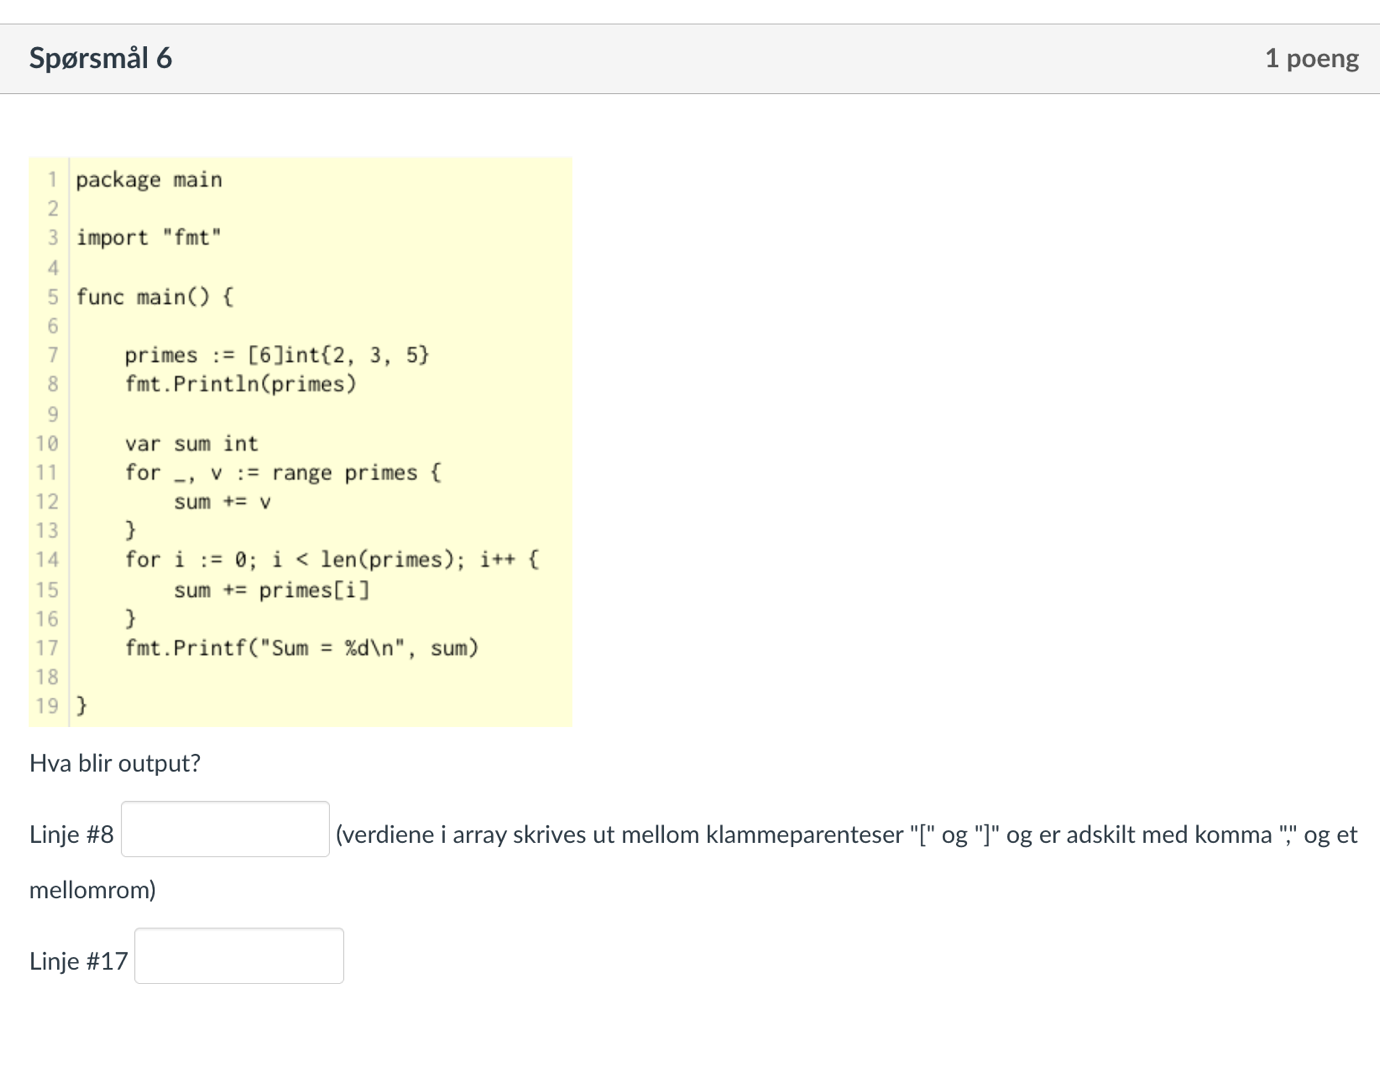 Spørsmål 6
1 poeng
1 package main
2
3 import "fmt"
4
5 func main() {
6
7     primes := [6]int{2, 3, 5}
8     fmt.Println(primes)
9
10     var sum int
11     for _, v := range primes {
12         sum += v
13     }
14     for i := 0; i < len(primes); i++ {
15         sum += primes[i]
16     }
17     fmt.Printf("Sum = %d\n", sum)
18
19 }
Hva blir output?
Linje #8 (verdiene i array skrives ut mellom klammeparenteser "[" og "]" og er adskilt med komma "," og et
mellomrom)
Linje #17